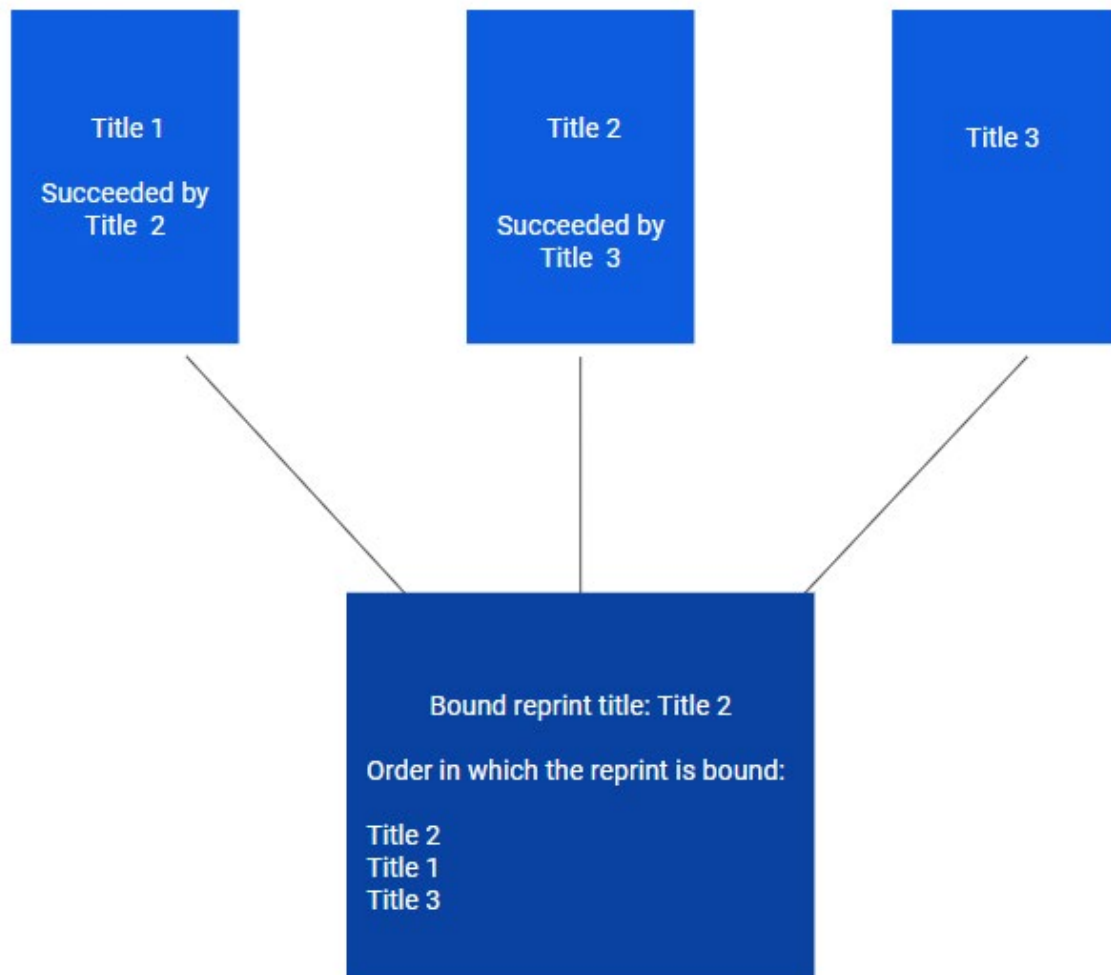 Title 1
Succeeded by
Title 2
Title 2
Succeeded by
Title 3
Title 3
Bound reprint title: Title 2
Order in which the reprint is bound:
Title 2
Title 1
Title 3